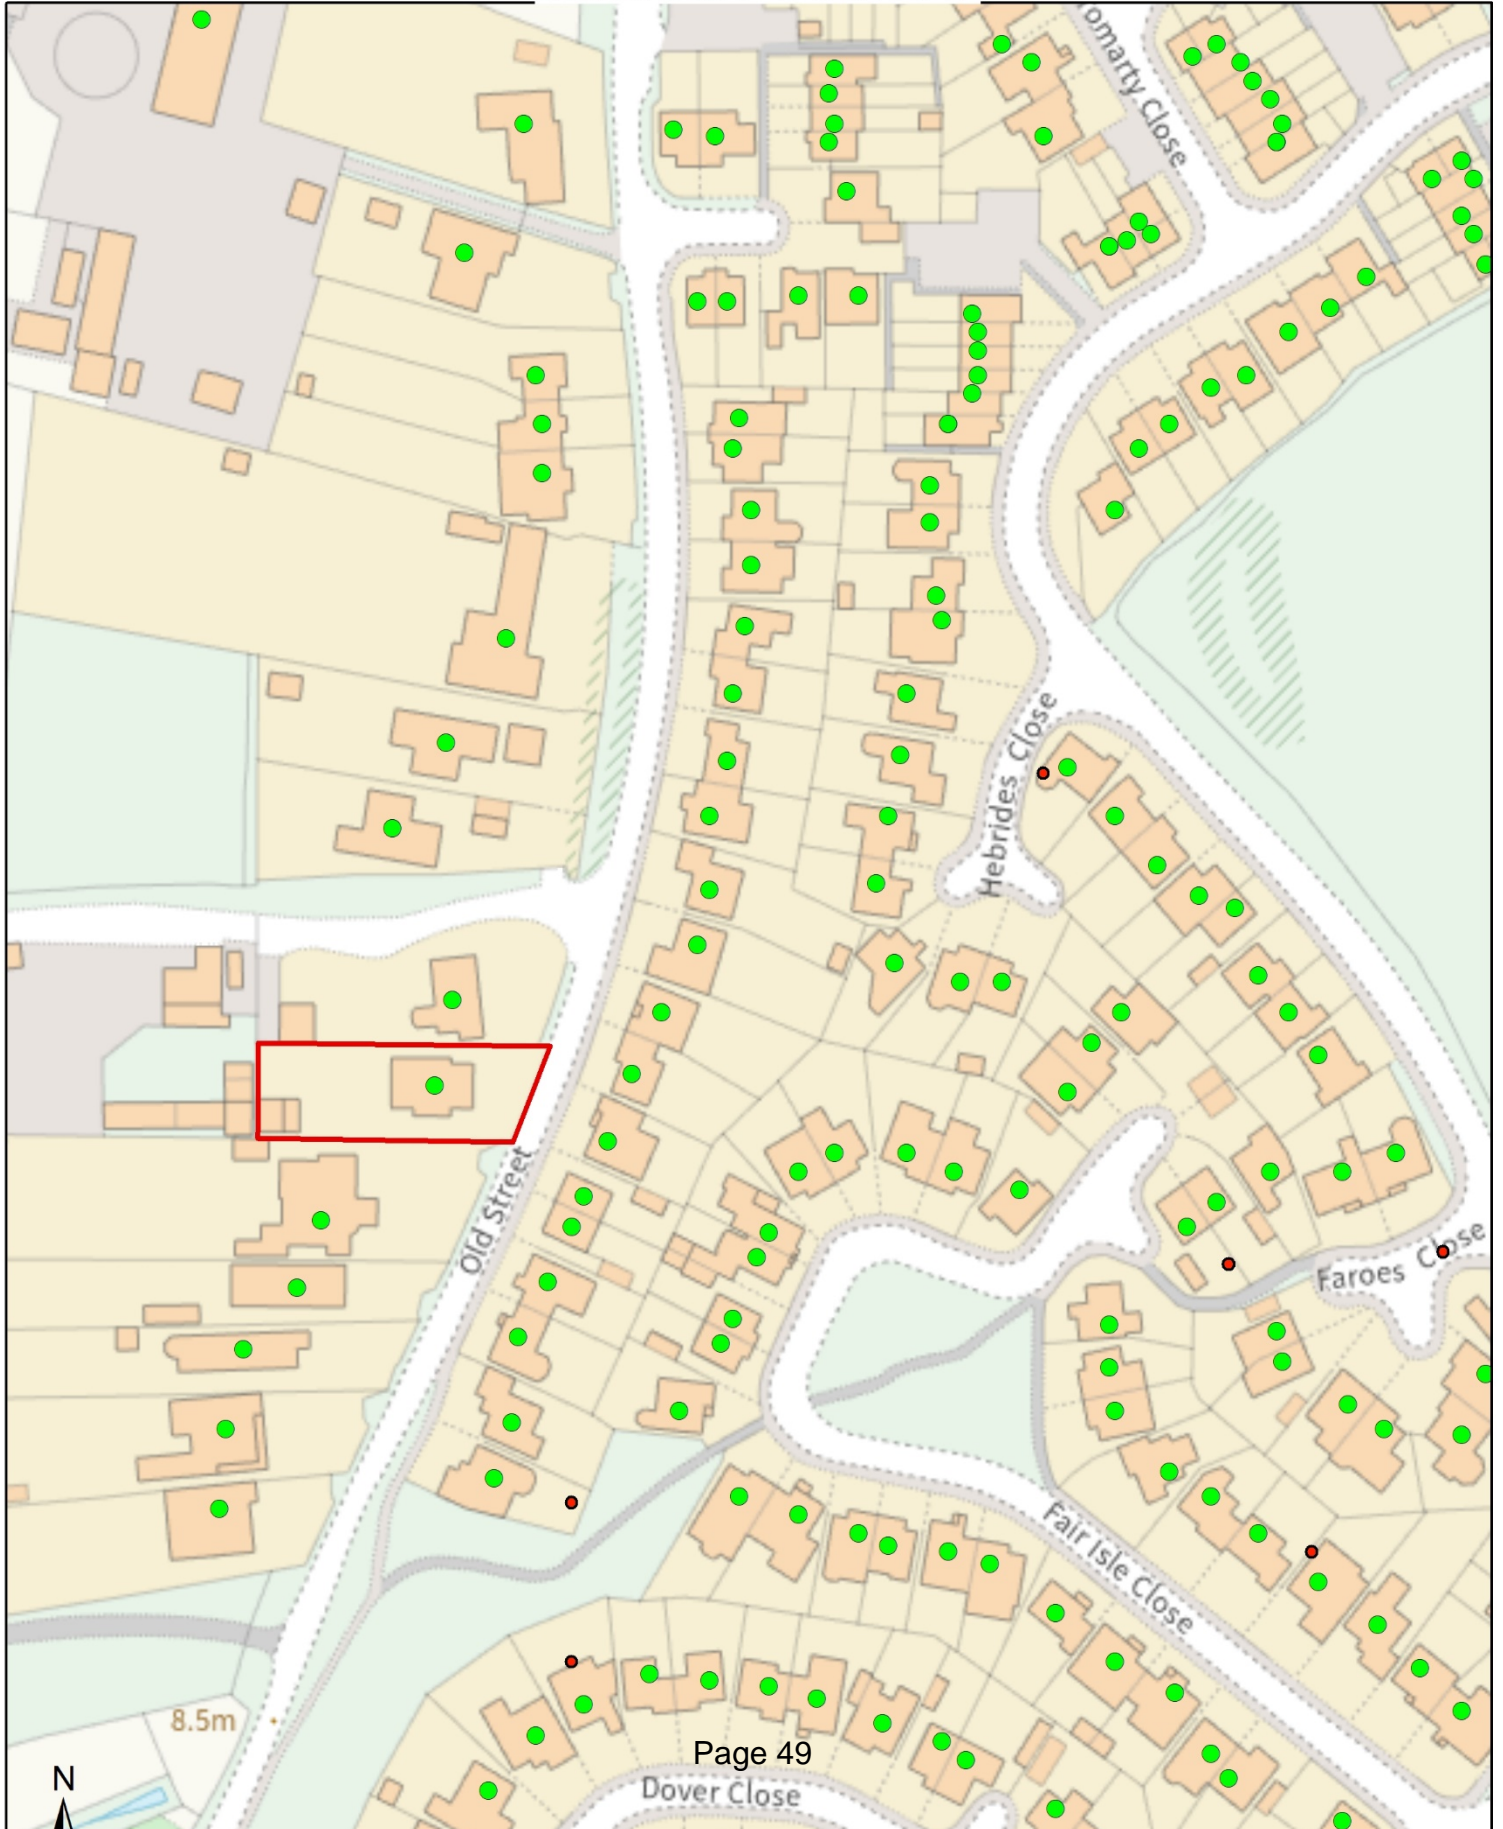 omarty Close
Hebrides Close
Old Street
Faroes Close
Fair Isle Close
8.5m
Page 49
N
Dover Close